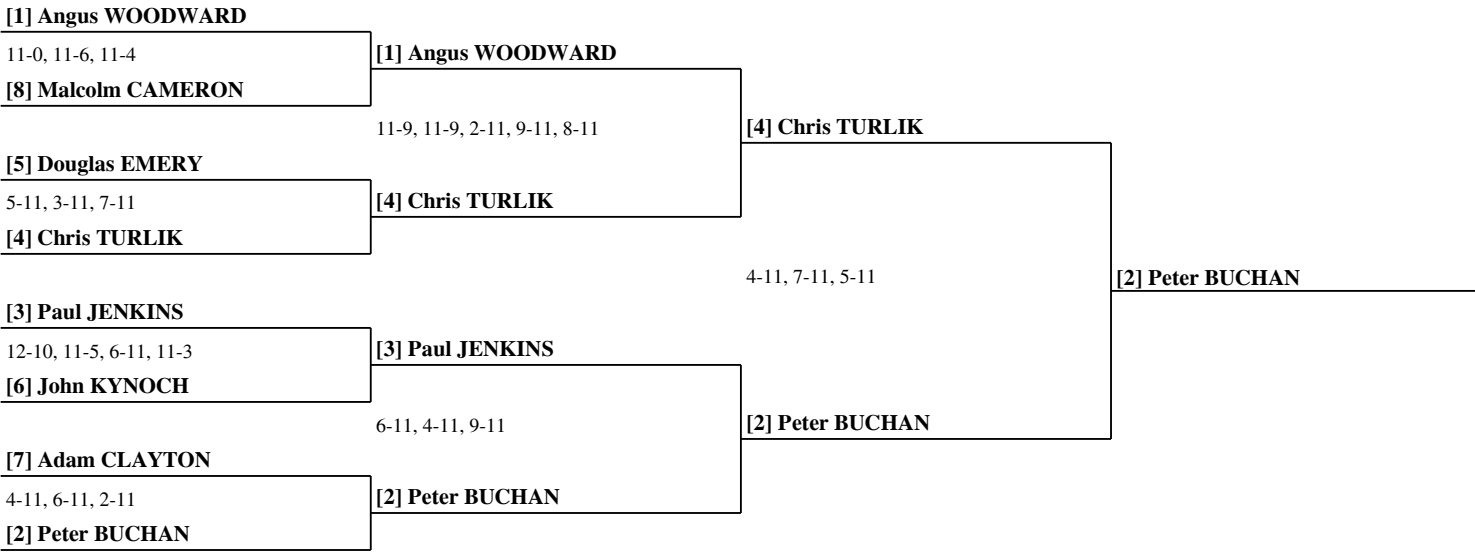 [1] Angus WOODWARD
11-0, 11-6, 11-4
[8] Malcolm CAMERON
[5] Douglas EMERY
5-11, 3-11, 7-11
[4] Chris TURLIK
[3] Paul JENKINS
12-10, 11-5, 6-11, 11-3
[6] John KYNOCH
[7] Adam CLAYTON
4-11, 6-11, 2-11
[2] Peter BUCHAN
[1] Angus WOODWARD
11-9, 11-9, 2-11, 9-11, 8-11
[4] Chris TURLIK
[3] Paul JENKINS
6-11, 4-11, 9-11
[2] Peter BUCHAN
[4] Chris TURLIK
4-11, 7-11, 5-11
[2] Peter BUCHAN
[2] Peter BUCHAN